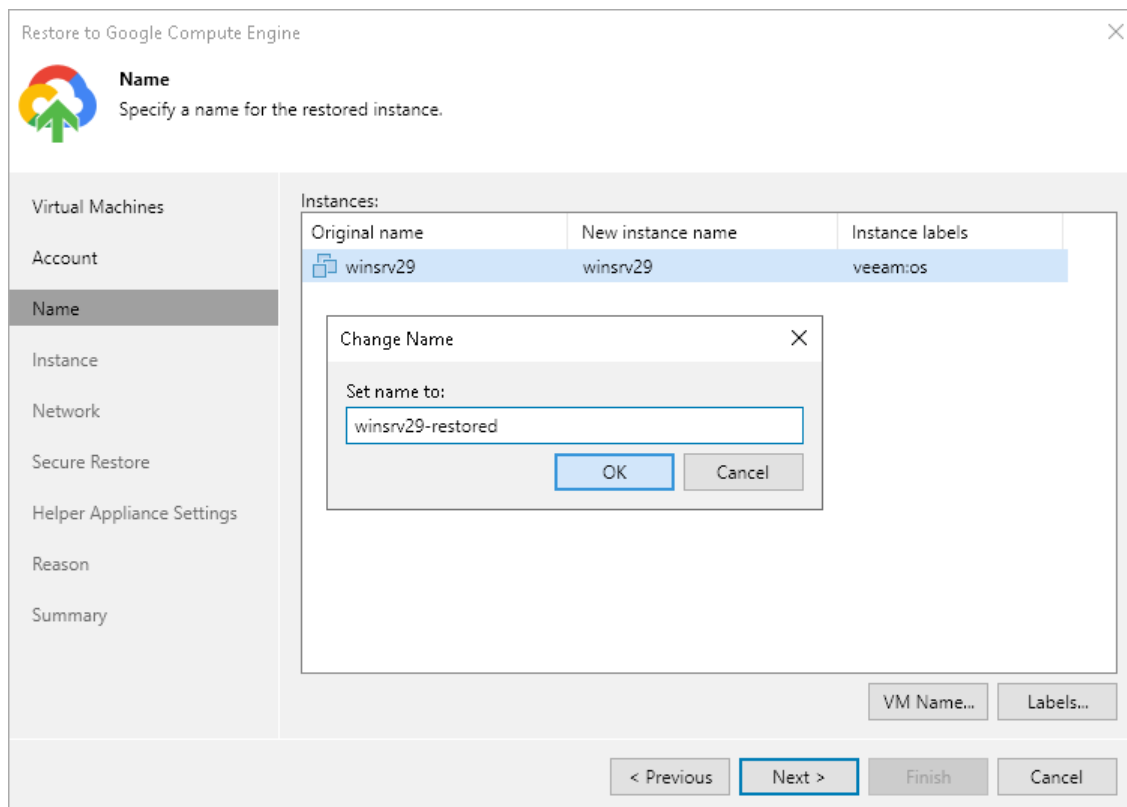 Restore to Google Compute Engine
Name
Specify a name for the restored instance.
Virtual Machines
Account
Name
Instance
Network
Secure Restore
Helper Appliance Settings
Reason
Summary
Instances:
Original name New instance name Instance labels
winsrv29 winsrv29 veeam:os
Change Name
Set name to:
winsrv29-restored
OK Cancel
VM Name... Labels...
< Previous Next > Finish Cancel